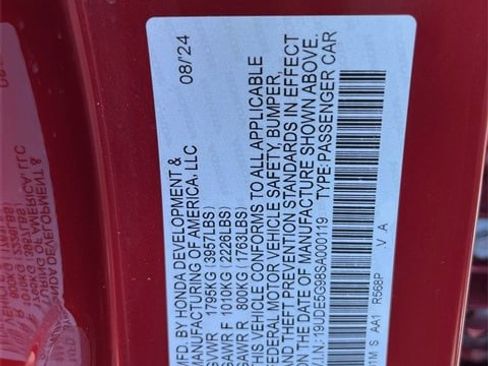 MFD. BY HONDA DEVELOPMENT & 08/24
MANUFACTURING OF AMERICA, LLC
GVWR 1795KG (3957LBS)
GAWR F 1010KG (2226LBS)
GAWR R 800KG (1763LBS)
THIS VEHICLE CONFORMS TO ALL APPLICABLE
FEDERAL MOTOR VEHICLE SAFETY, BUMPER,
AND THEFT PREVENTION STANDARDS IN EFFECT
ON THE DATE OF MANUFACTURE SHOWN ABOVE.
V.I.N.: 19UDE5G98SA000119 TYPE: PASSENGER CAR
01M S AA1 R568P V A